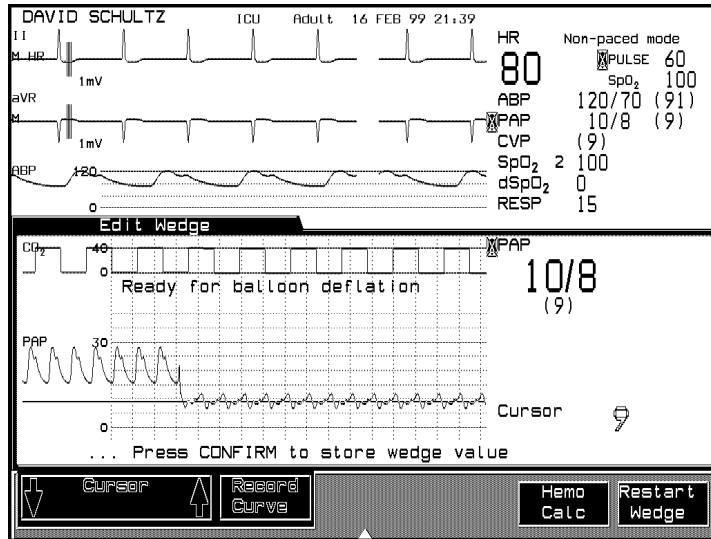 DAVID SCHULTZ ICU Adult 16 FEB 99 21:39
II
M HR
1mV
aVR
M
1mV
ABP 120
0
HR Non-paced mode
80 PULSE 60
SpO₂ 100
ABP 120/70 (91)
PAP 10/8 (9)
CVP (9)
SpO₂ 2 100
dSpO₂ 0
RESP 15
Edit Wedge
CO₂ 40
0
Ready for balloon deflation
PAP 30
0
PAP
10/8
(9)
Cursor 9
... Press CONFIRM to store wedge value
Cursor
Record
Curve
Hemo
Calc
Restart
Wedge